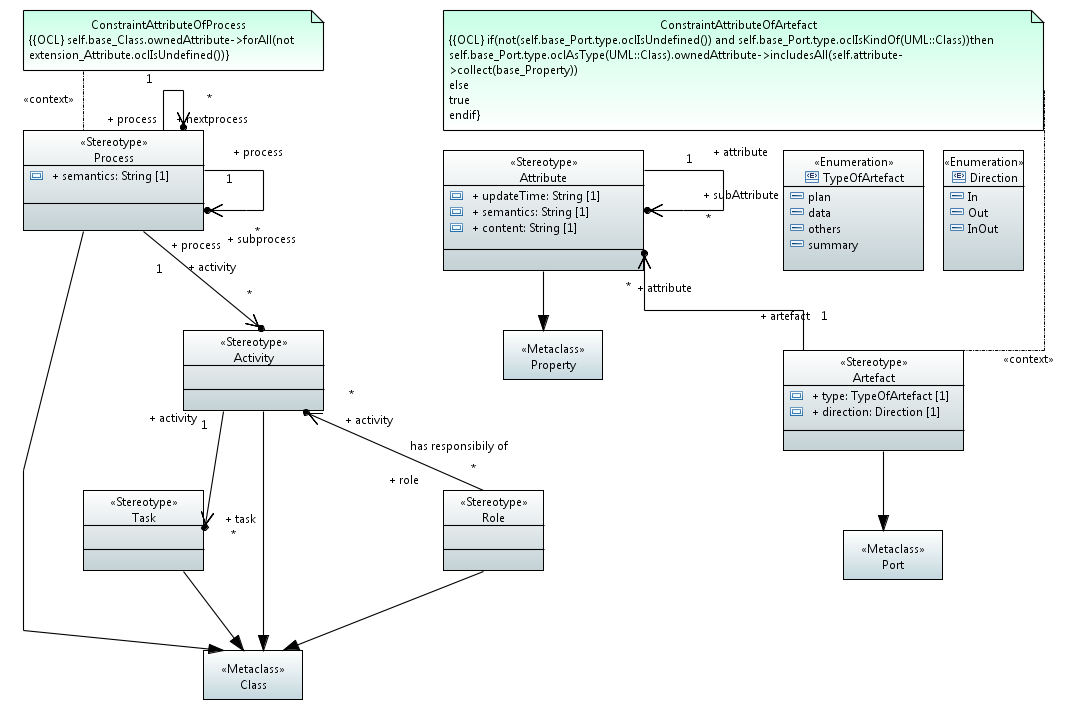 ConstraintAttributeOfProcess
{{OCL} self.base_Class.ownedAttribute->forAll(not
extension_Attribute.oclIsUndefined())}
ConstraintAttributeOfArtefact
{{OCL} if(not(self.base_Port.type.oclIsUndefined()) and self.base_Port.type.oclIsKindOf(UML::Class))then
self.base_Port.type.oclAsType(UML::Class).ownedAttribute->includesAll(self.attribute-
>collect(base_Property))
else
true
endif}
«context»
1
*
+ process
+ nextprocess
«Stereotype»
Process
+ semantics: String [1]
+ process
1
*
+ subprocess
+ process
1
+ activity
*
«Stereotype»
Attribute
+ updateTime: String [1]
+ semantics: String [1]
+ content: String [1]
1
+ attribute
+ subAttribute
*
«Enumeration»
TypeOfArtefact
plan
data
others
summary
«Enumeration»
Direction
In
Out
InOut
*
+ attribute
+ artefact
1
«context»
«Metaclass»
Property
«Stereotype»
Artefact
+ type: TypeOfArtefact [1]
+ direction: Direction [1]
«Stereotype»
Activity
+ activity
1
*
+ activity
has responsibily of
*
+ role
«Stereotype»
Task
+ task
*
«Stereotype»
Role
«Metaclass»
Port
«Metaclass»
Class